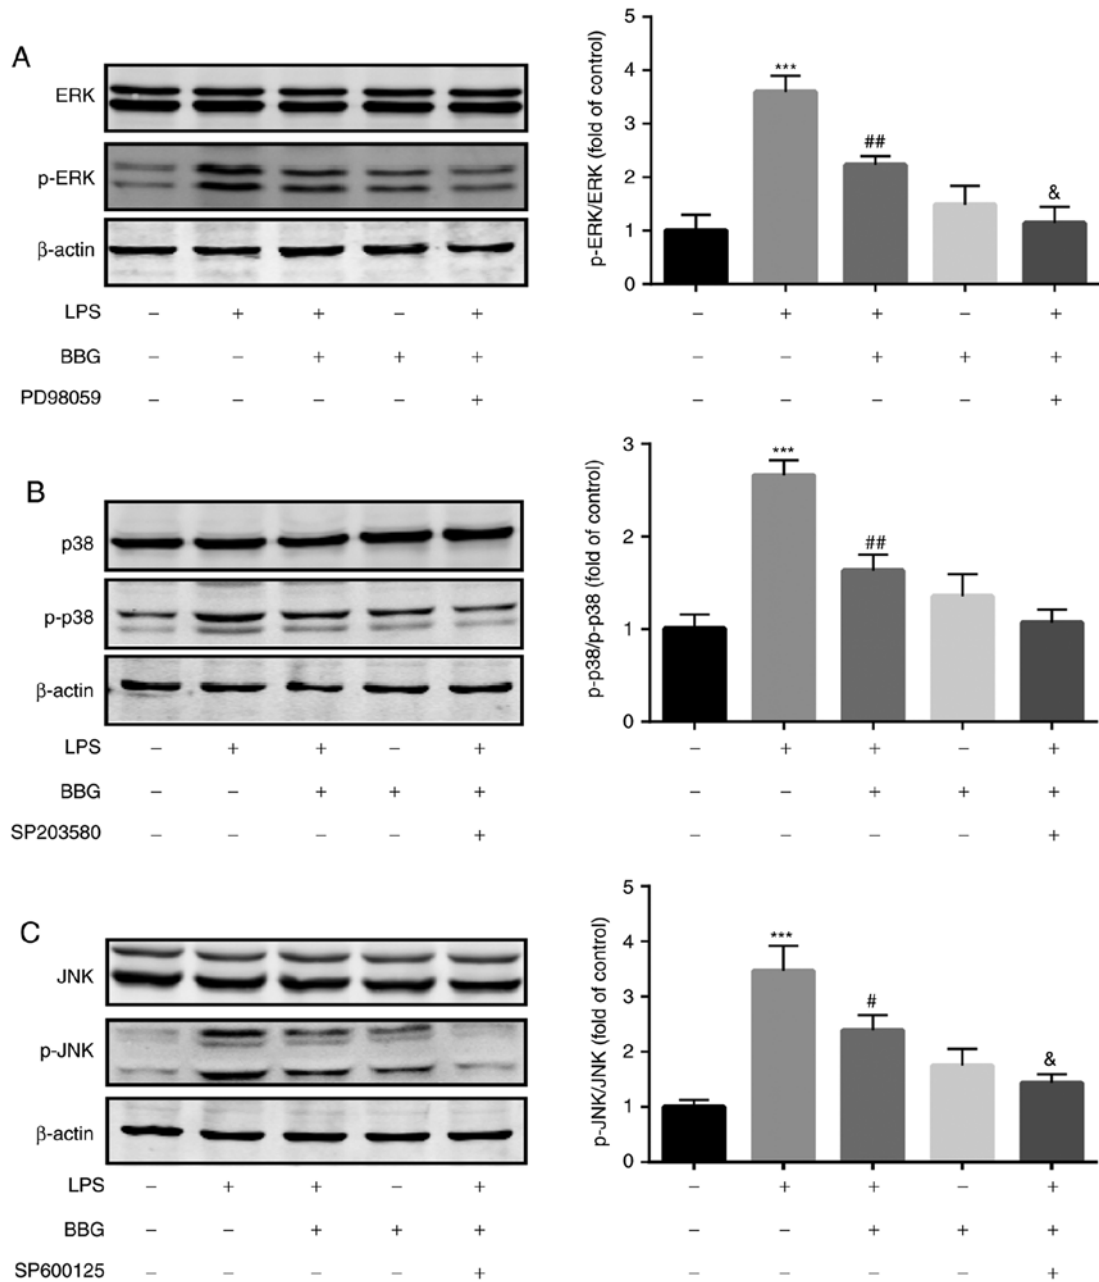 A
ERK
p-ERK
β-actin
LPS – + + – +
BBG – – + + +
PD98059 – – – – +
p-ERK/ERK (fold of control)
5
4
3
2
1
0
***
##
&
– + + – +
– – + + +
– – – – +
B
p38
p-p38
β-actin
LPS – + + – +
BBG – – + + +
SP203580 – – – – +
p-p38/p-p38 (fold of control)
3
2
1
0
***
##
– + + – +
– – + + +
– – – – +
C
JNK
p-JNK
β-actin
LPS – + + – +
BBG – – + + +
SP600125 – – – – +
p-JNK/JNK (fold of control)
5
4
3
2
1
0
***
#
&
– + + – +
– – + + +
– – – – +